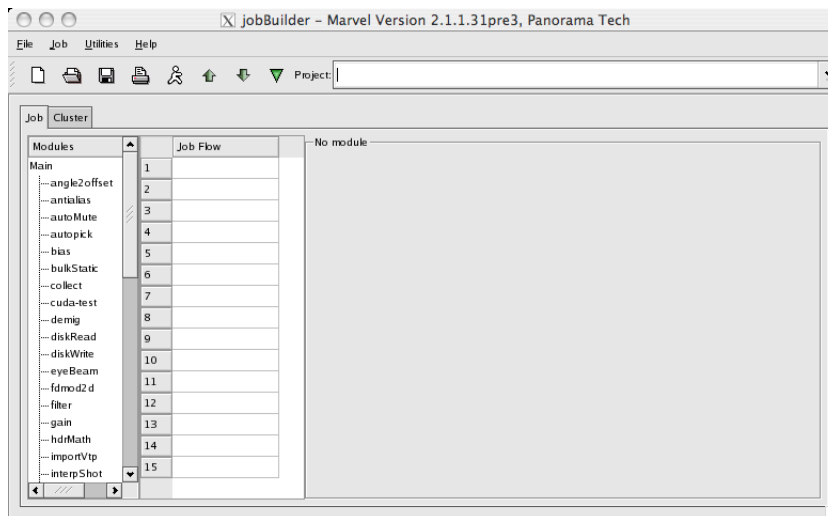 jobBuilder – Marvel Version 2.1.1.31pre3, Panorama Tech
File Job Utilities Help
Project:
Job Cluster
Modules
Job Flow
No module
Main
angle2offset
antialias
autoMute
autopick
bias
bulkStatic
collect
cuda-test
demig
diskRead
diskWrite
eyeBeam
fdmod2d
filter
gain
hdrMath
importVtp
interpShot
1
2
3
4
5
6
7
8
9
10
11
12
13
14
15